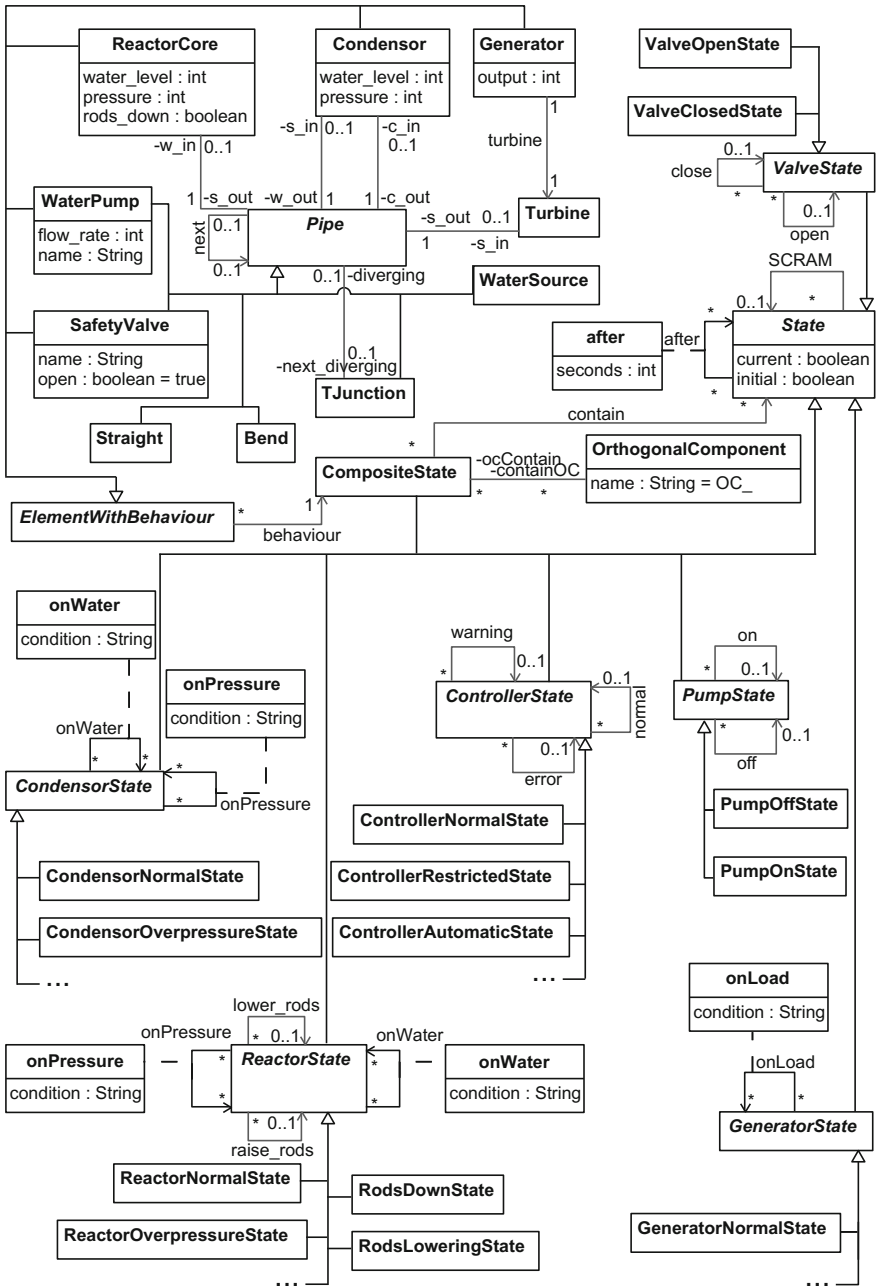 ReactorCore
water_level : int
pressure : int
rods_down : boolean
Condensor
water_level : int
pressure : int
Generator
output : int
ValveOpenState
ValveClosedState
-w_in
0..1
-s_in
0..1
-c_in
0..1
1
turbine
1
0..1
close
*
ValveState
*
0..1
open
WaterPump
flow_rate : int
name : String
1
-s_out
-w_out
1
1
-c_out
next
0..1
0..1
Pipe
-s_out
0..1
1
-s_in
Turbine
0..1
-diverging
WaterSource
SCRAM
0..1
*
SafetyValve
name : String
open : boolean = true
after
seconds : int
after
*
*
State
current : boolean
initial : boolean
0..1
-next_diverging
TJunction
Straight
Bend
contain
*
*
CompositeState
-ocContain
-containOC
*
*
OrthogonalComponent
name : String = OC_
ElementWithBehaviour
*
1
behaviour
onWater
condition : String
onPressure
condition : String
onWater
*
*
CondensorState
*
*
onPressure
warning
*
0..1
ControllerState
0..1
*
normal
*
0..1
error
on
*
0..1
PumpState
*
0..1
off
CondensorNormalState
CondensorOverpressureState
...
ControllerNormalState
ControllerRestrictedState
ControllerAutomaticState
...
PumpOffState
PumpOnState
onLoad
condition : String
lower_rods
*
0..1
onPressure
onPressure
condition : String
*
*
ReactorState
onWater
*
*
onWater
condition : String
*
0..1
raise_rods
onLoad
*
*
GeneratorState
ReactorNormalState
RodsDownState
ReactorOverpressureState
RodsLoweringState
...
GeneratorNormalState
...